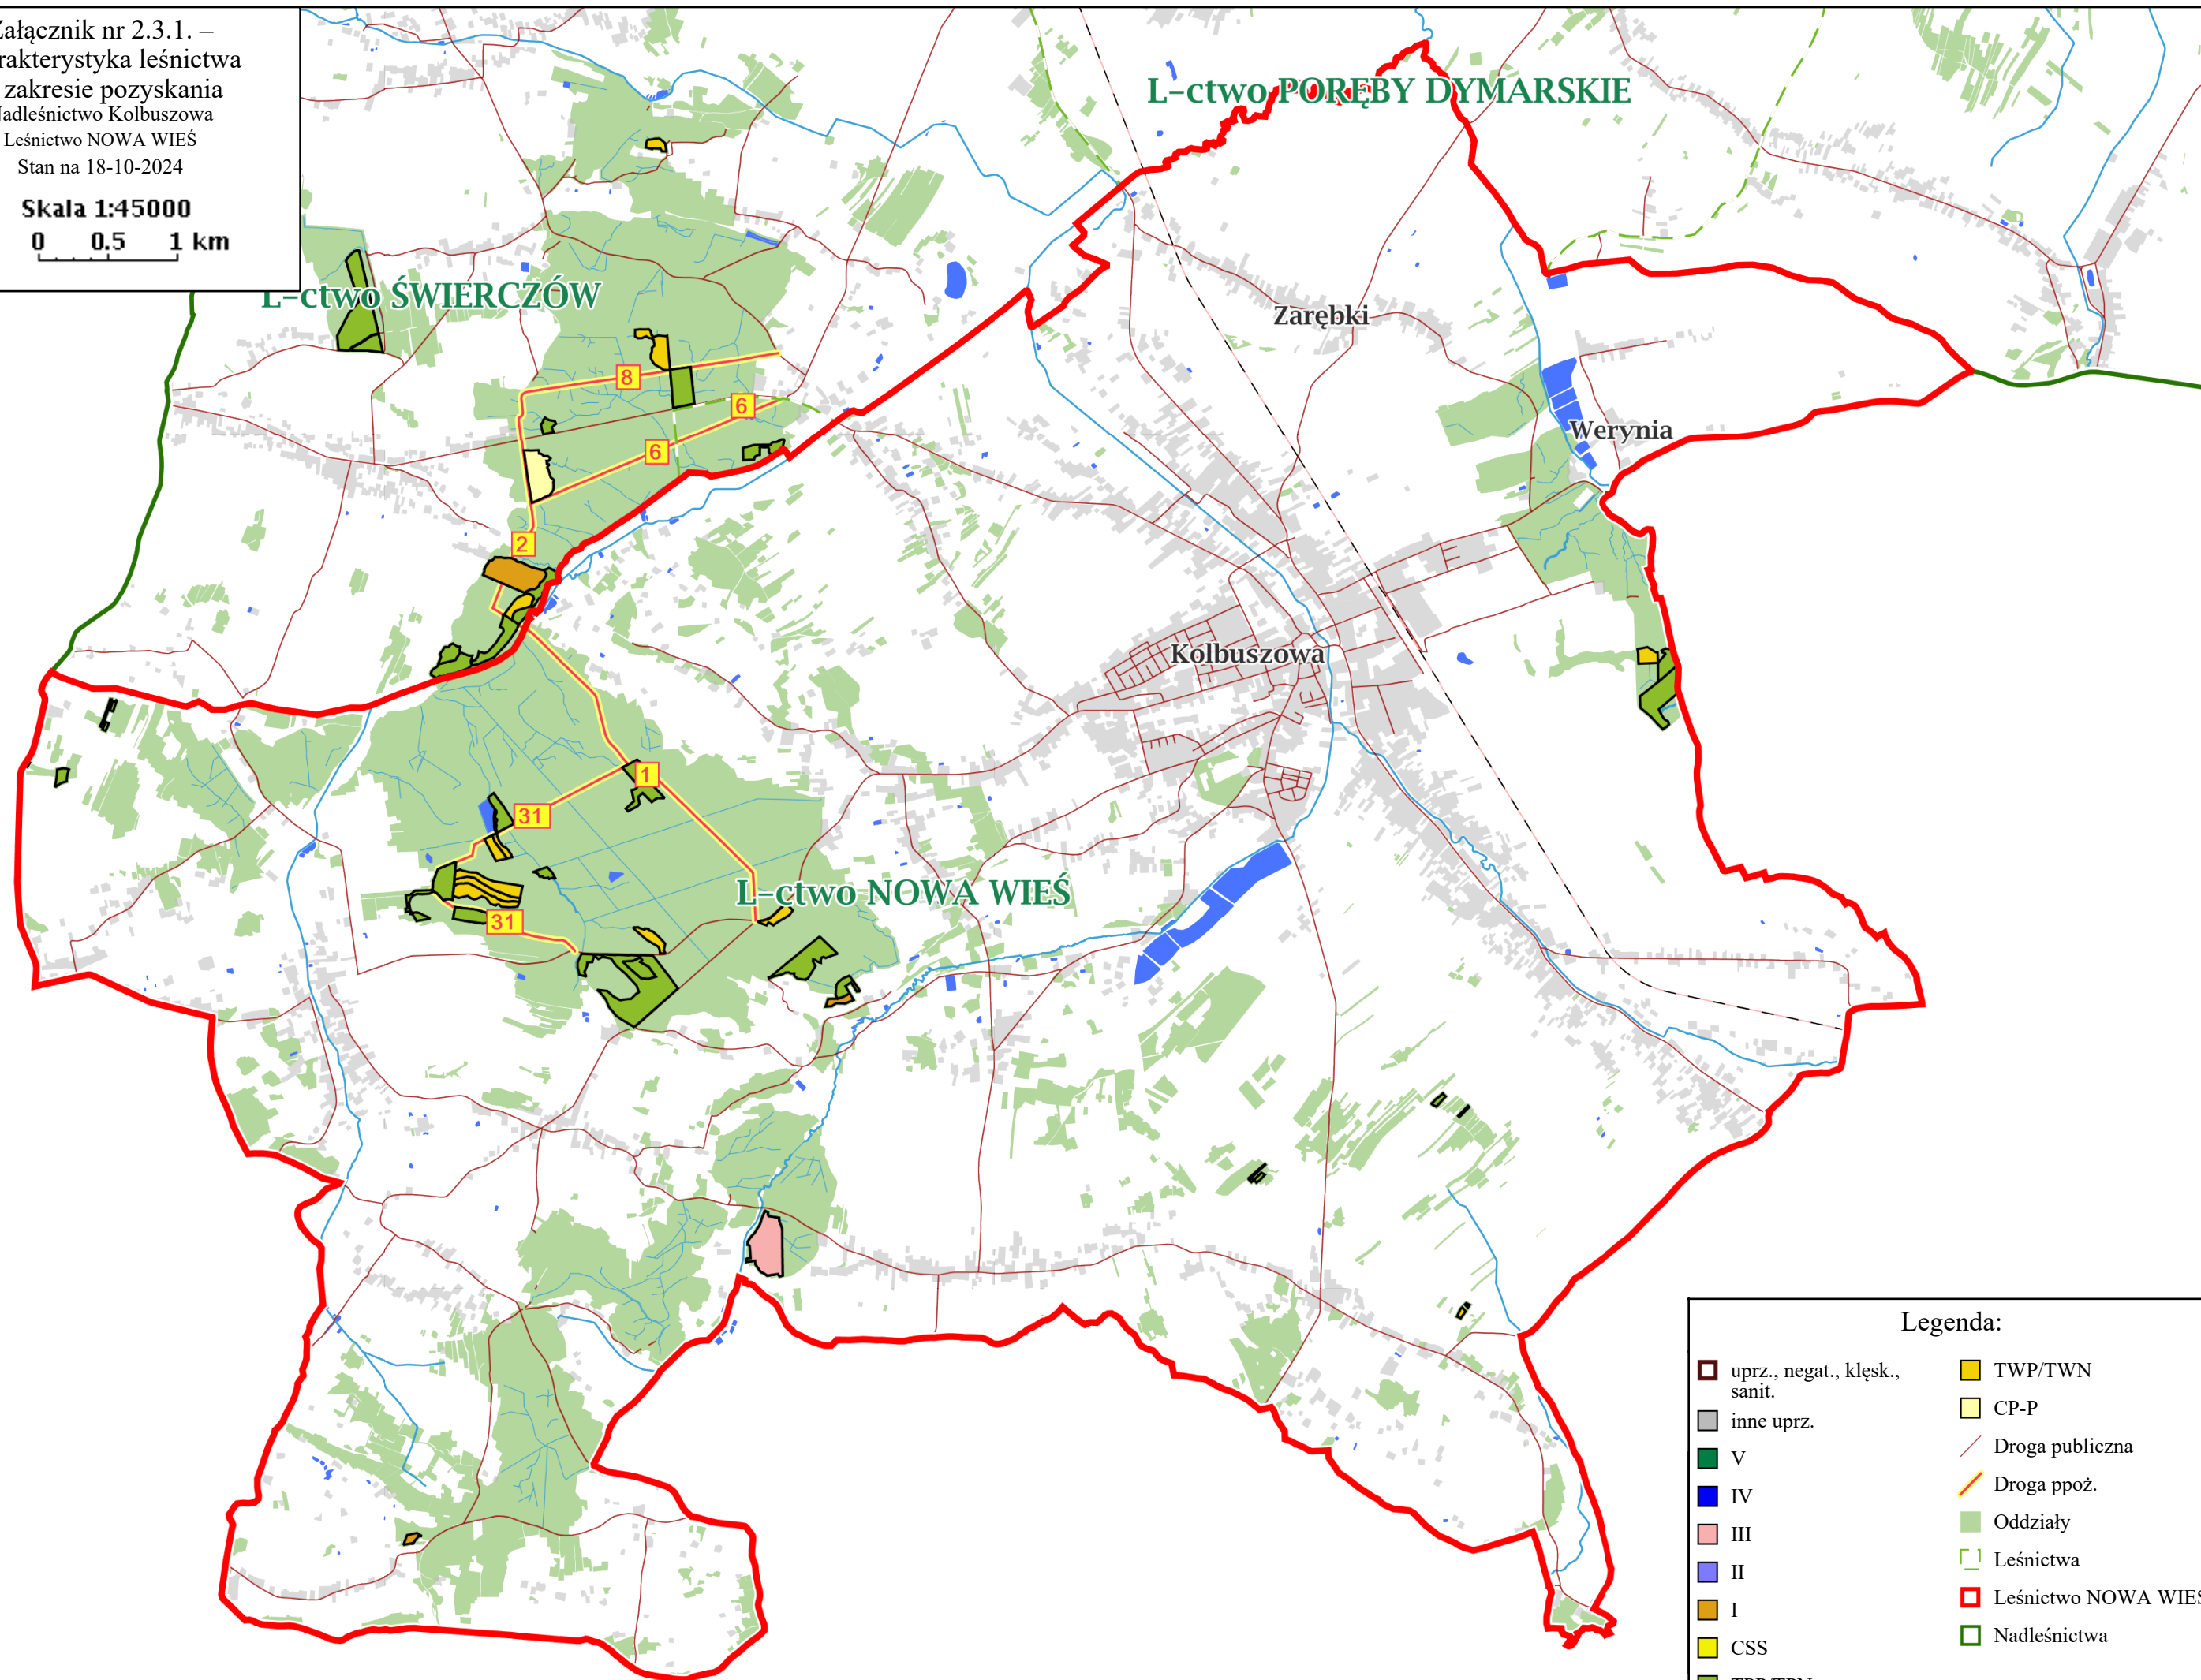 Załącznik nr 2.3.1. –
rakterystyka leśnictwa
zakresie pozyskania
Nadleśnictwo Kolbuszowa
Leśnictwo NOWA WIEŚ
Stan na 18-10-2024
Skala 1:45000
0 0.5 1 km
L-ctwo PORĘBY DYMARSKIE
L-ctwo ŚWIERCZÓW
Zarębki
8
6
Werynia
6
2
Kolbuszowa
1
31
L-ctwo NOWA WIEŚ
31
Legenda:
uprz., negat., klęsk.,
sanit.
inne uprz.
V
IV
III
II
I
CSS
TWP/TWN
CP-P
Droga publiczna
Droga ppoż.
Oddziały
Leśnictwa
Leśnictwo NOWA WIEŚ
Nadleśnictwa